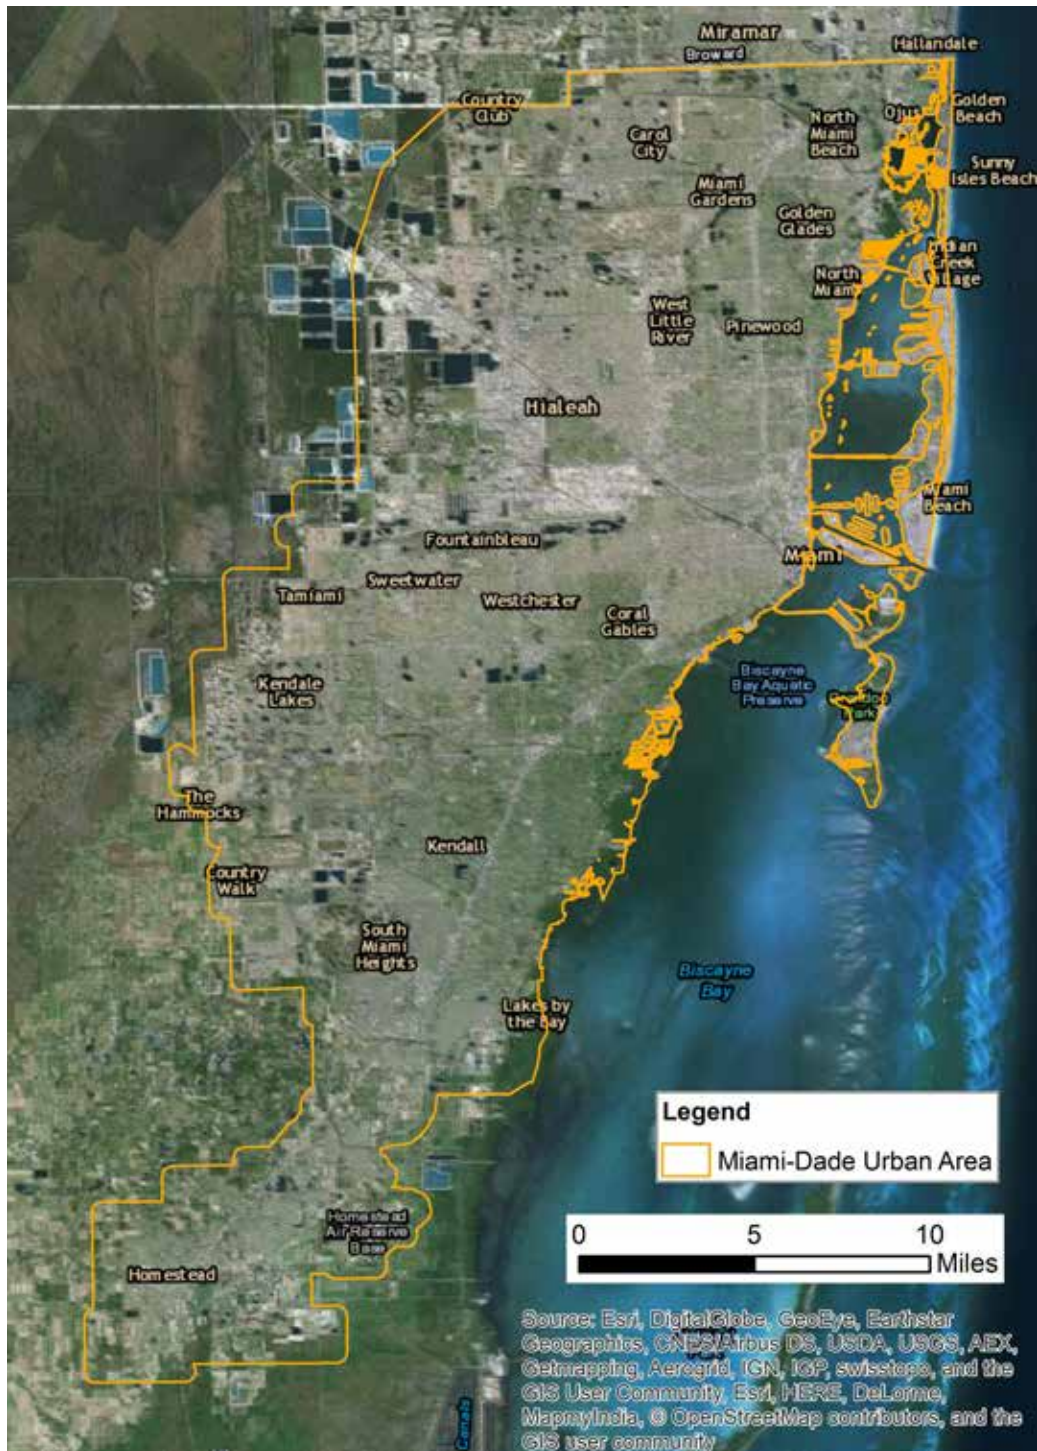 Miramar
Hallandale
Broward
Country
Club
Golden
Beach
Ojus
North
Miami
Beach
Carol
City
Sunny
Isles Beach
Miami
Gardens
Golden
Glades
Indian
Creek
Village
North
Miami
West
Little
River
Pinewood
Hialeah
Miami
Beach
Fountainbleau
Miami
Sweetwater
Tamiami
Westchester
Coral
Gables
Biscayne
Bay Aquatic
Preserve
Kendale
Lakes
Park
The
Hammocks
Kendall
Country
Walk
South
Miami
Heights
Biscayne
Bay
Lakes by
the Bay
Legend
Miami-Dade Urban Area
Homestead
Air Reserve
Base
0 5 10
Miles
Homestead
Source: Esri, DigitalGlobe, GeoEye, Earthstar
Geographics, CNES/Airbus DS, USDA, USGS, AEX,
Getmapping, Aerogrid, IGN, IGP, swisstopo, and the
GIS User Community, Esri, HERE, DeLorme,
MapmyIndia, © OpenStreetMap contributors, and the
GIS user community
Canals